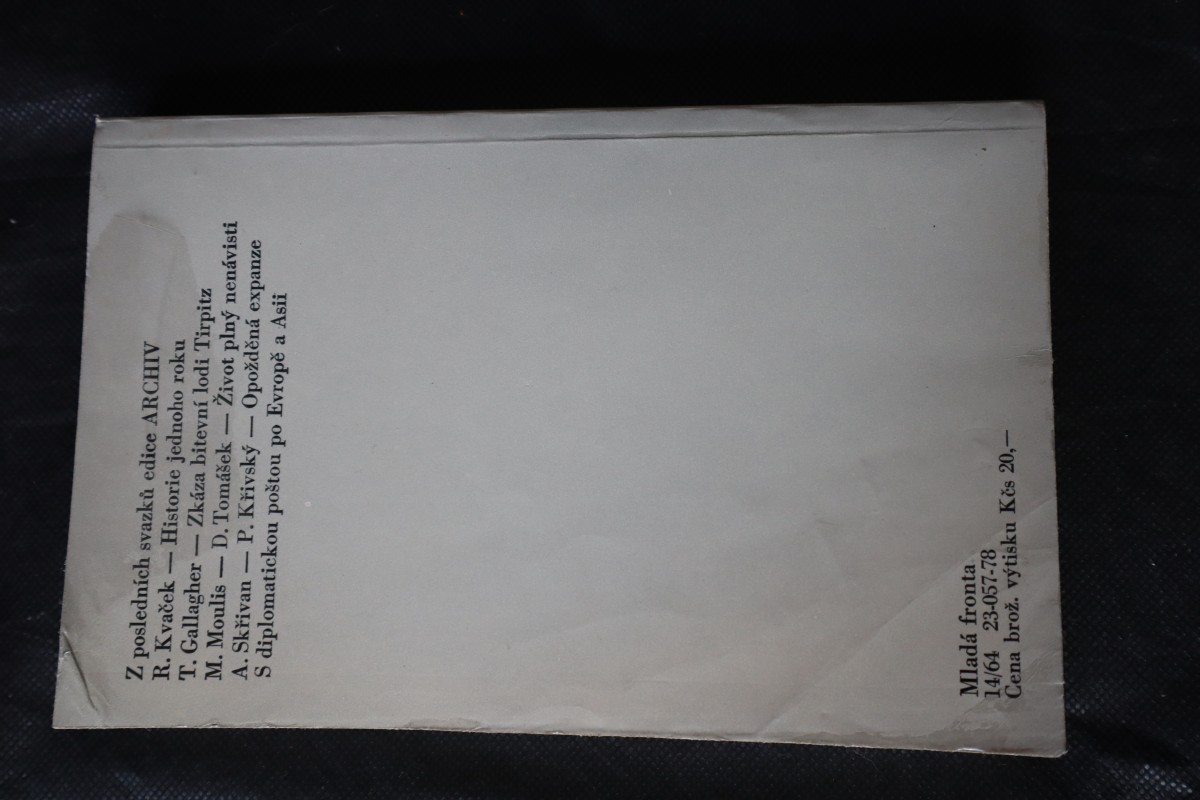 Z posledních svazků edice ARCHIV
R. Kvaček — Historie jednoho roku
T. Gallagher — Zkáza bitevní lodi Tirpitz
M. Moulis — D. Tomášek — Život plný nenávisti
A. Skřivan — P. Křivský — Opožděná expanze
S diplomatickou poštou po Evropě a Asii
Mladá fronta
14/64 23-057-78
Cena brož. výtisku Kčs 20,—